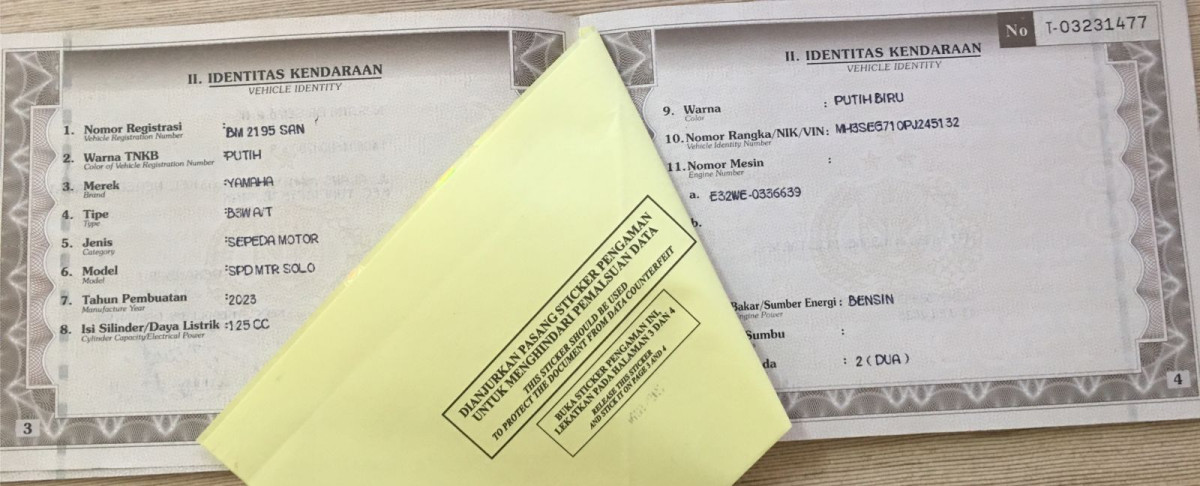 II. IDENTITAS KENDARAAN
VEHICLE IDENTITY
1. Nomor Registrasi : BM 2195 SAN
Vehicle Registration Number
2. Warna TNKB : PUTIH
Color of Vehicle Registration Number
3. Merek : YAMAHA
Brand
4. Tipe : B3W A/T
Type
5. Jenis : SEPEDA MOTOR
Category
6. Model : SPD MTR SOLO
Model
7. Tahun Pembuatan : 2023
Manufacture Year
8. Isi Silinder/Daya Listrik : 125 CC
Cylinder Capacity/Electrical Power
3
DIANJURKAN PASANG STICKER PENGAMAN
UNTUK MENGHINDARI PEMALSUAN DATA
THIS STICKER SHOULD BE USED
TO PROTECT THE DOCUMENT FROM DATA COUNTERFEIT
BUKA STICKER PENGAMAN INI,
LEKATKAN PADA HALAMAN 3 DAN 4
RELEASE THIS STICKER
AND STICK IT ON PAGE 3 AND 4
No T-03231477
II. IDENTITAS KENDARAAN
VEHICLE IDENTITY
9. Warna : PUTIH BIRU
Color
10. Nomor Rangka/NIK/VIN : MH3SEG710PJ245132
Vehicle Identity Number
11. Nomor Mesin :
Engine Number
a. E32WE-0336639
b.
Bakar/Sumber Energi : BENSIN
ngine Power
Sumbu :
da : 2 ( DUA )
4